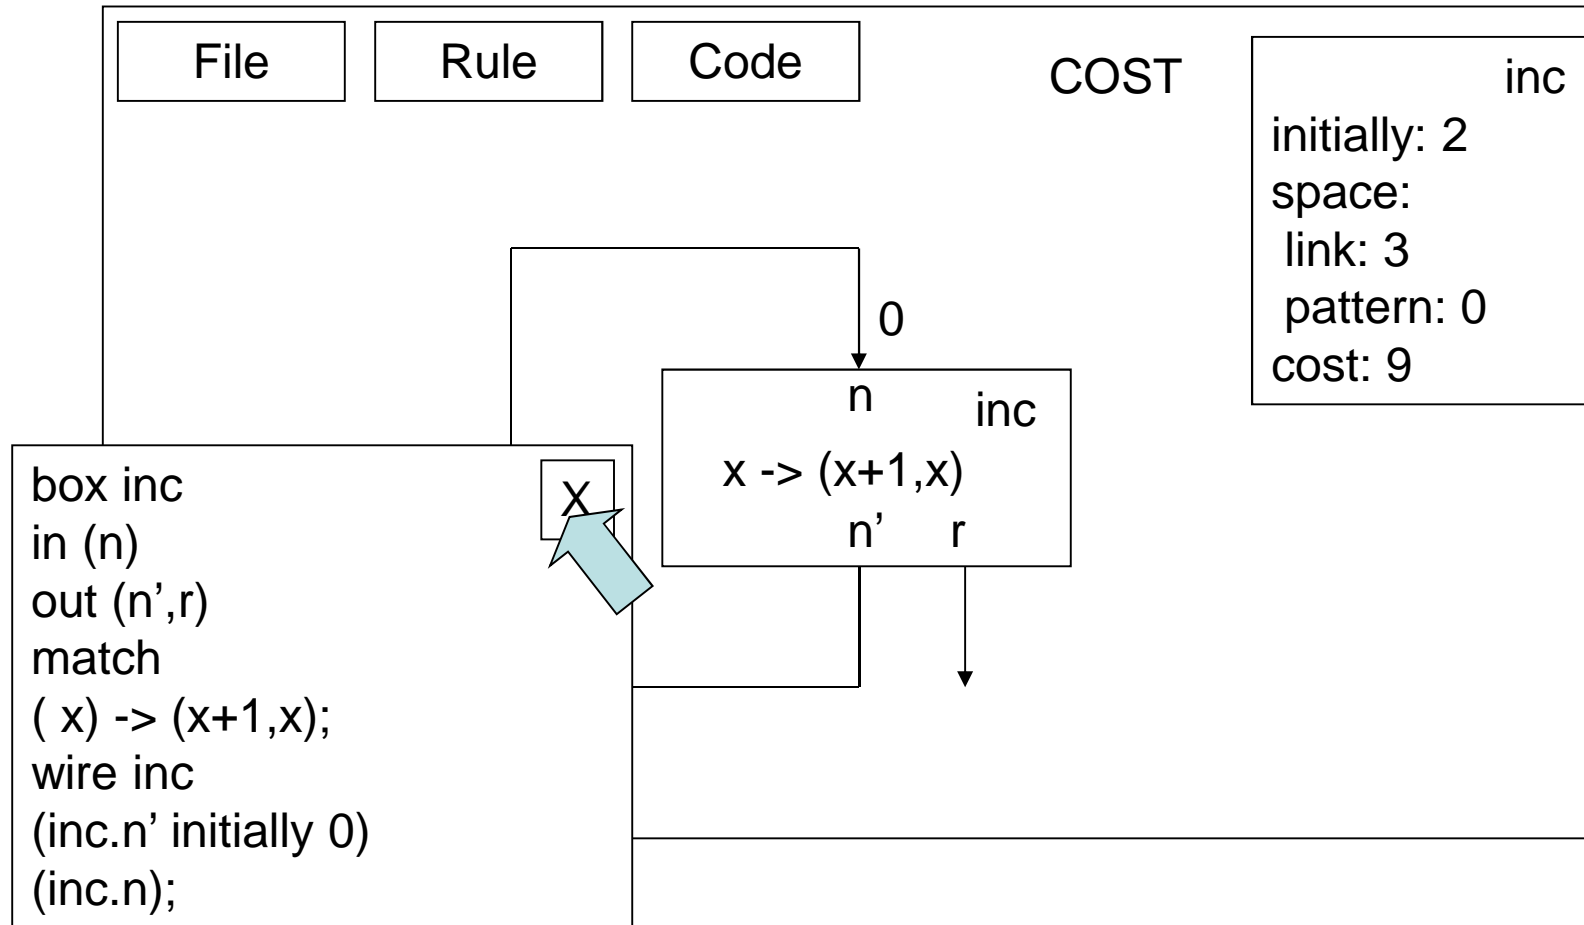 File
Rule
Code
COST
inc
initially: 2
space:
link: 3
pattern: 0
cost: 9
0
n
inc
x -> (x+1,x)
n’ r
X
box inc
in (n)
out (n',r)
match
( x) -> (x+1,x);
wire inc
(inc.n’ initially 0)
(inc.n);